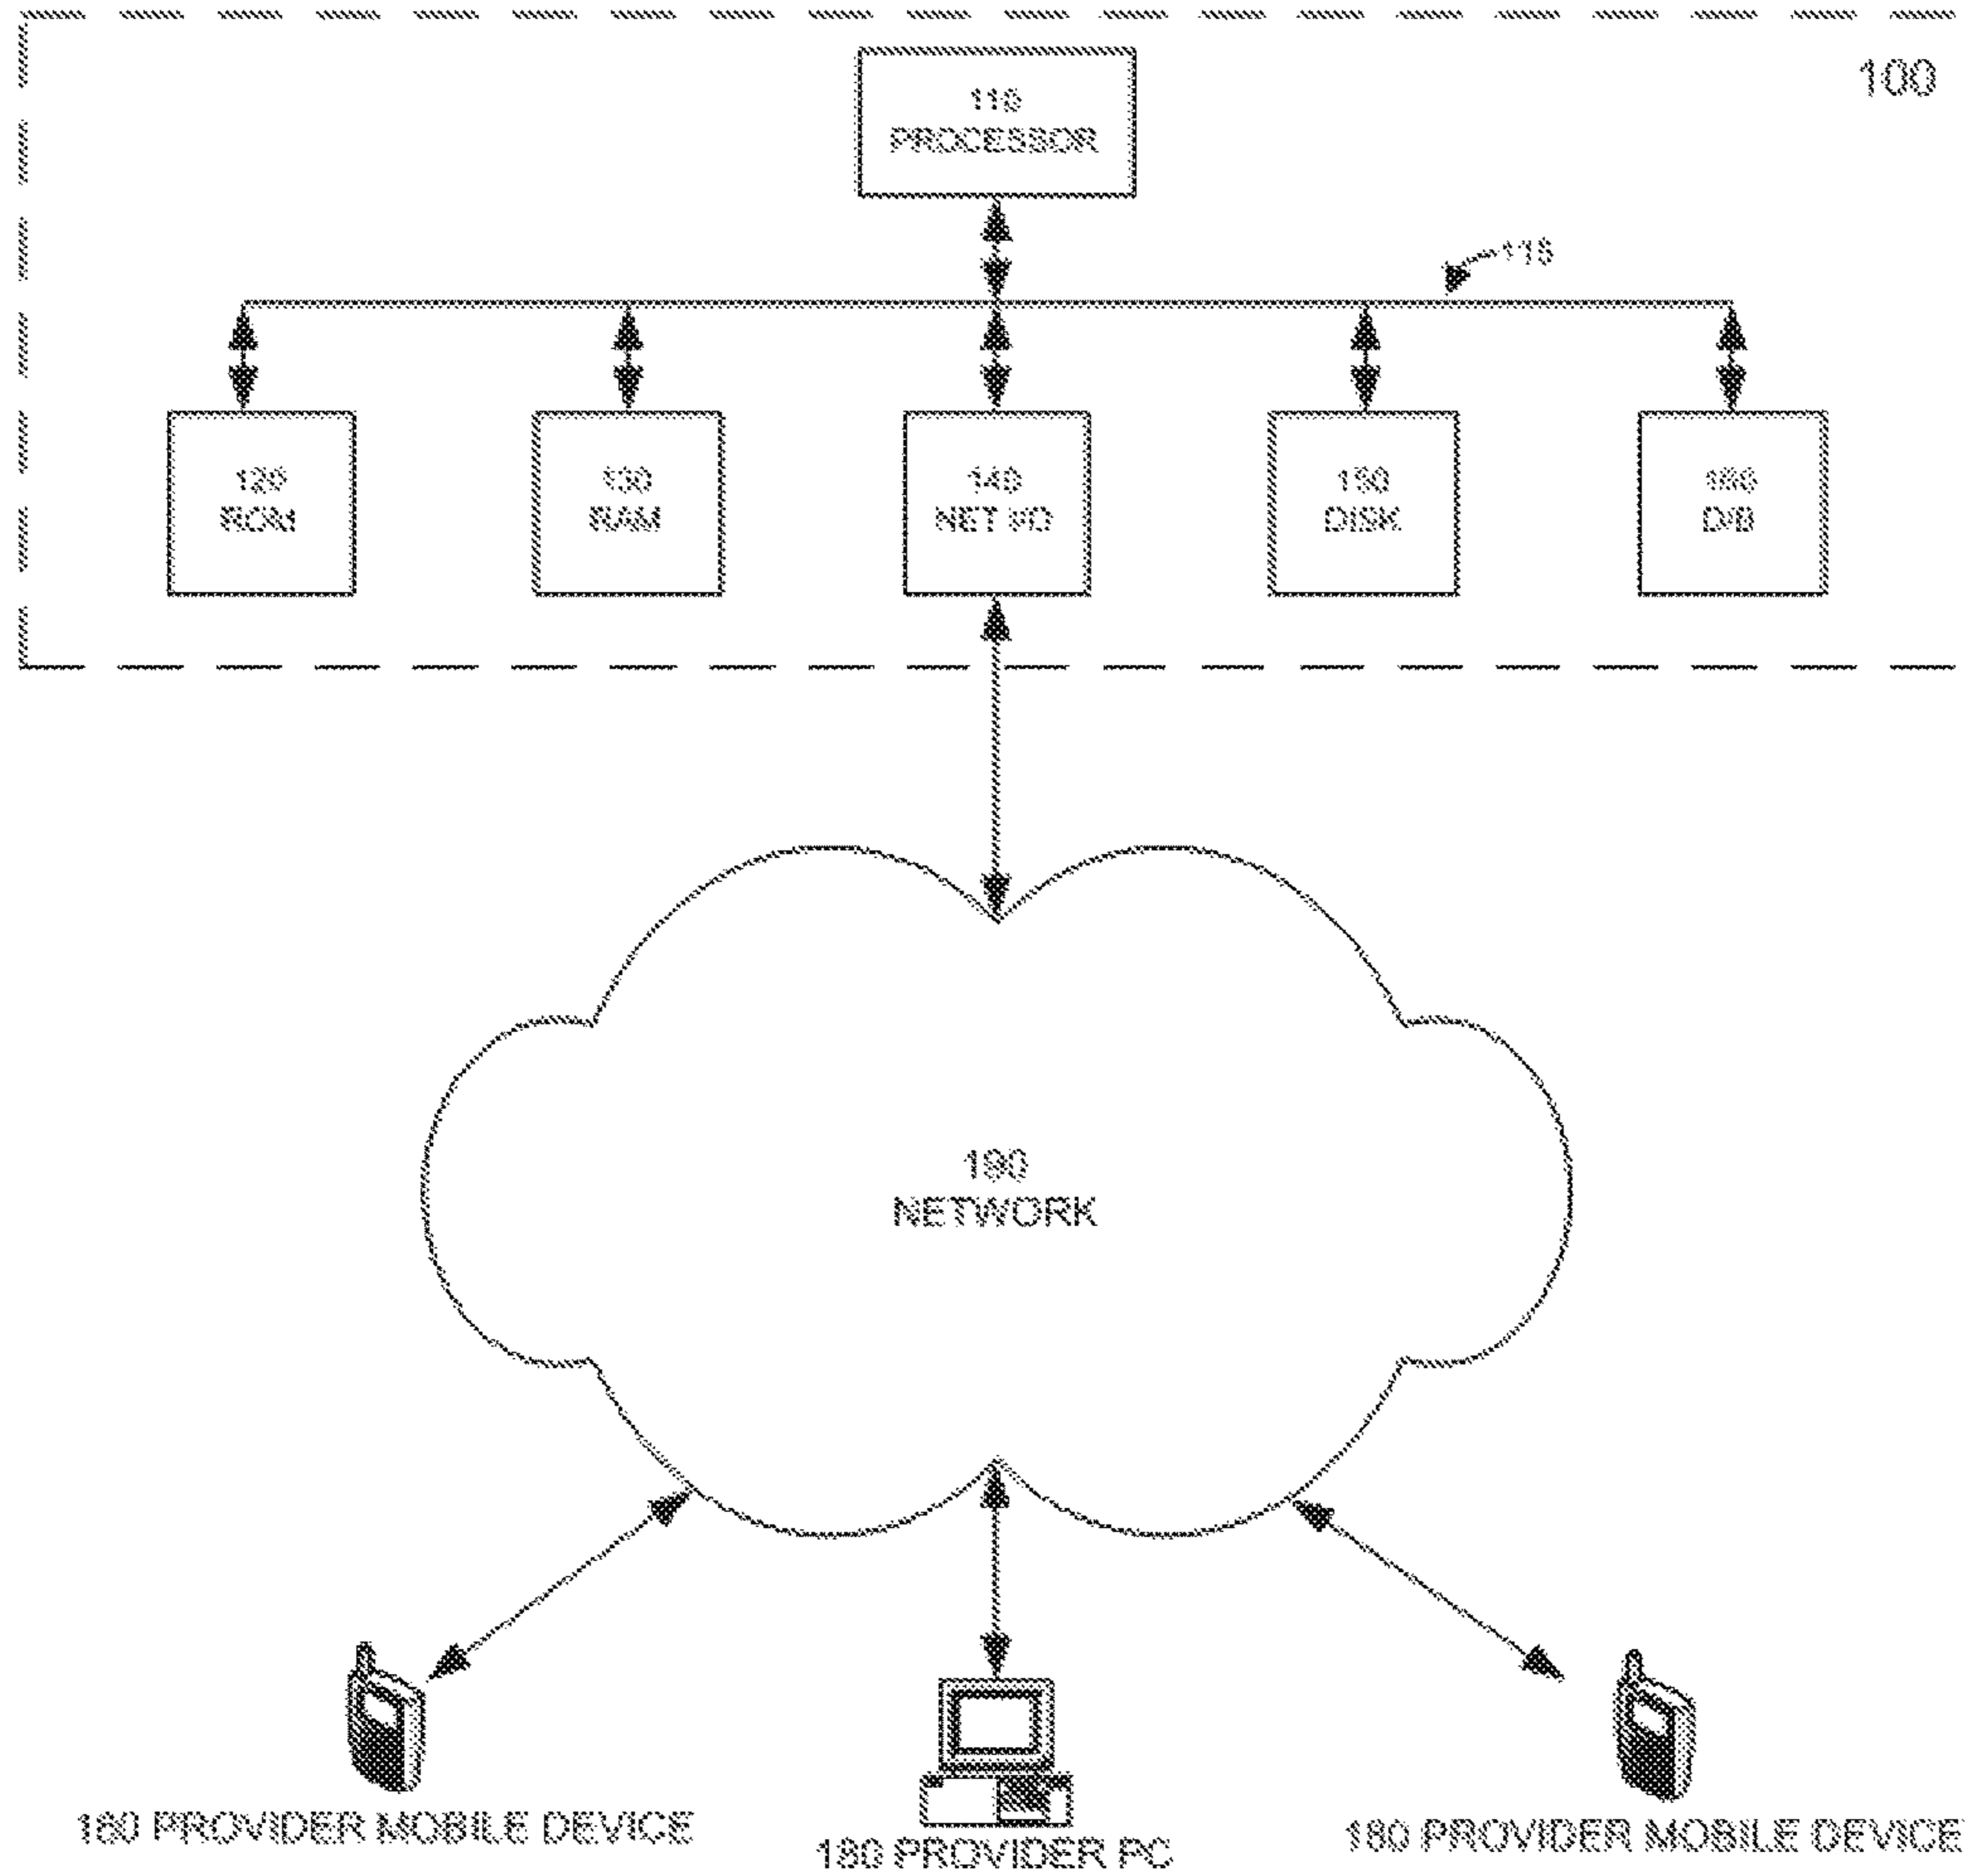 100
110
PROCESSOR
115
120
ROM
130
RAM
140
NET I/O
150
DISK
160
D/B
190
NETWORK
180 PROVIDER MOBILE DEVICE
180 PROVIDER PC
180 PROVIDER MOBILE DEVICE